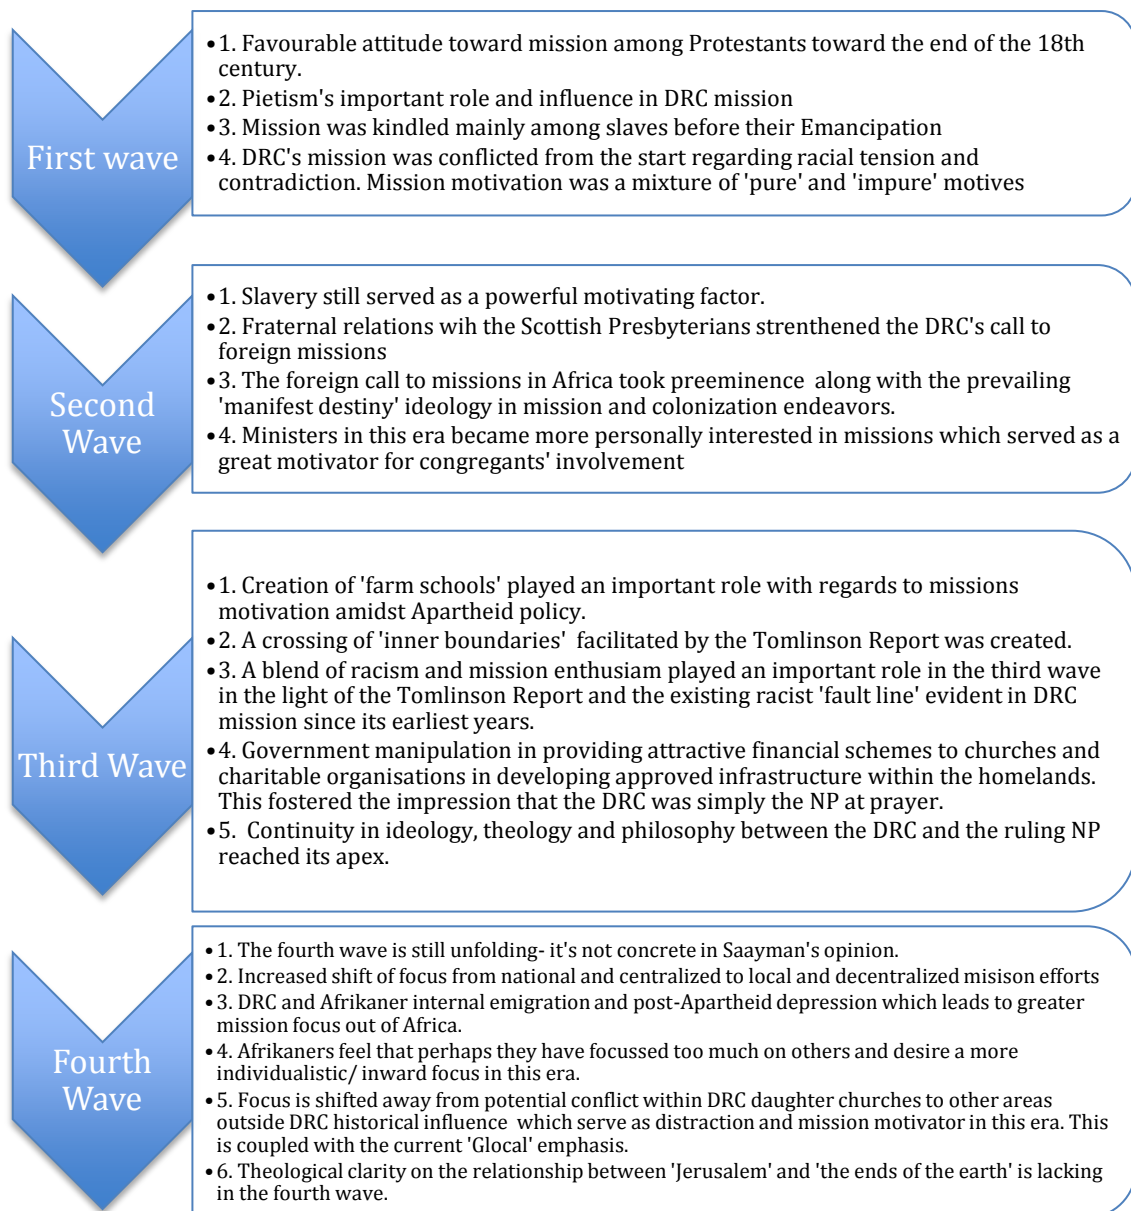 First wave
•1. Favourable attitude toward mission among Protestants toward the end of the 18th
century.
•2. Pietism's important role and influence in DRC mission
•3. Mission was kindled mainly among slaves before their Emancipation
•4. DRC's mission was conflicted from the start regarding racial tension and
contradiction. Mission motivation was a mixture of 'pure' and 'impure' motives
Second
Wave
•1. Slavery still served as a powerful motivating factor.
•2. Fraternal relations wih the Scottish Presbyterians strenthened the DRC's call to
foreign missions
•3. The foreign call to missions in Africa took preeminence along with the prevailing
'manifest destiny' ideology in mission and colonization endeavors.
•4. Ministers in this era became more personally interested in missions which served as a
great motivator for congregants' involvement
Third Wave
•1. Creation of 'farm schools' played an important role with regards to missions
motivation amidst Apartheid policy.
•2. A crossing of 'inner boundaries' facilitated by the Tomlinson Report was created.
•3. A blend of racism and mission enthusiam played an important role in the third wave
in the light of the Tomlinson Report and the existing racist 'fault line' evident in DRC
mission since its earliest years.
•4. Government manipulation in providing attractive financial schemes to churches and
charitable organisations in developing approved infrastructure within the homelands.
This fostered the impression that the DRC was simply the NP at prayer.
•5. Continuity in ideology, theology and philosophy between the DRC and the ruling NP
reached its apex.
Fourth
Wave
•1. The fourth wave is still unfolding- it's not concrete in Saayman's opinion.
•2. Increased shift of focus from national and centralized to local and decentralized misison efforts
•3. DRC and Afrikaner internal emigration and post-Apartheid depression which leads to greater
mission focus out of Africa.
•4. Afrikaners feel that perhaps they have focussed too much on others and desire a more
individualistic/ inward focus in this era.
•5. Focus is shifted away from potential conflict within DRC daughter churches to other areas
outside DRC historical influence which serve as distraction and mission motivator in this era. This
is coupled with the current 'Glocal' emphasis.
•6. Theological clarity on the relationship between 'Jerusalem' and 'the ends of the earth' is lacking
in the fourth wave.